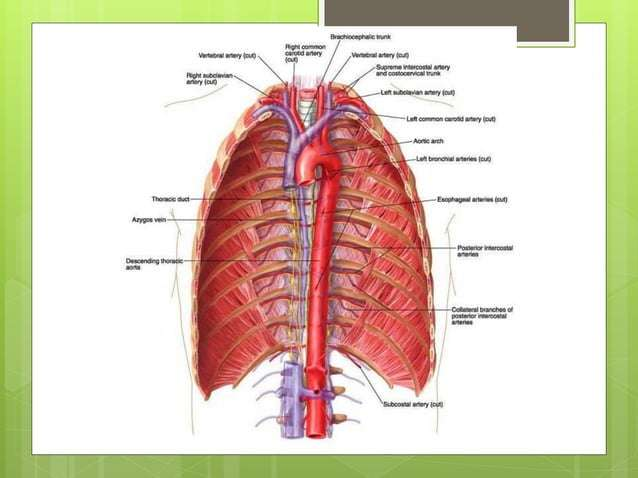 Brachiocephalic trunk
Right common
carotid artery
(cut)
Vertebral artery (cut)
Vertebral artery (cut)
Supreme intercostal artery
and costocervical trunk
Right subclavian
artery (cut)
Left subclavian artery (cut)
Left common carotid artery (cut)
Aortic arch
Left bronchial arteries (cut)
Thoracic duct
Esophageal arteries (cut)
Azygos vein
Posterior intercostal
arteries
Descending thoracic
aorta
Collateral branches of
posterior intercostal
arteries
Subcostal artery (cut)